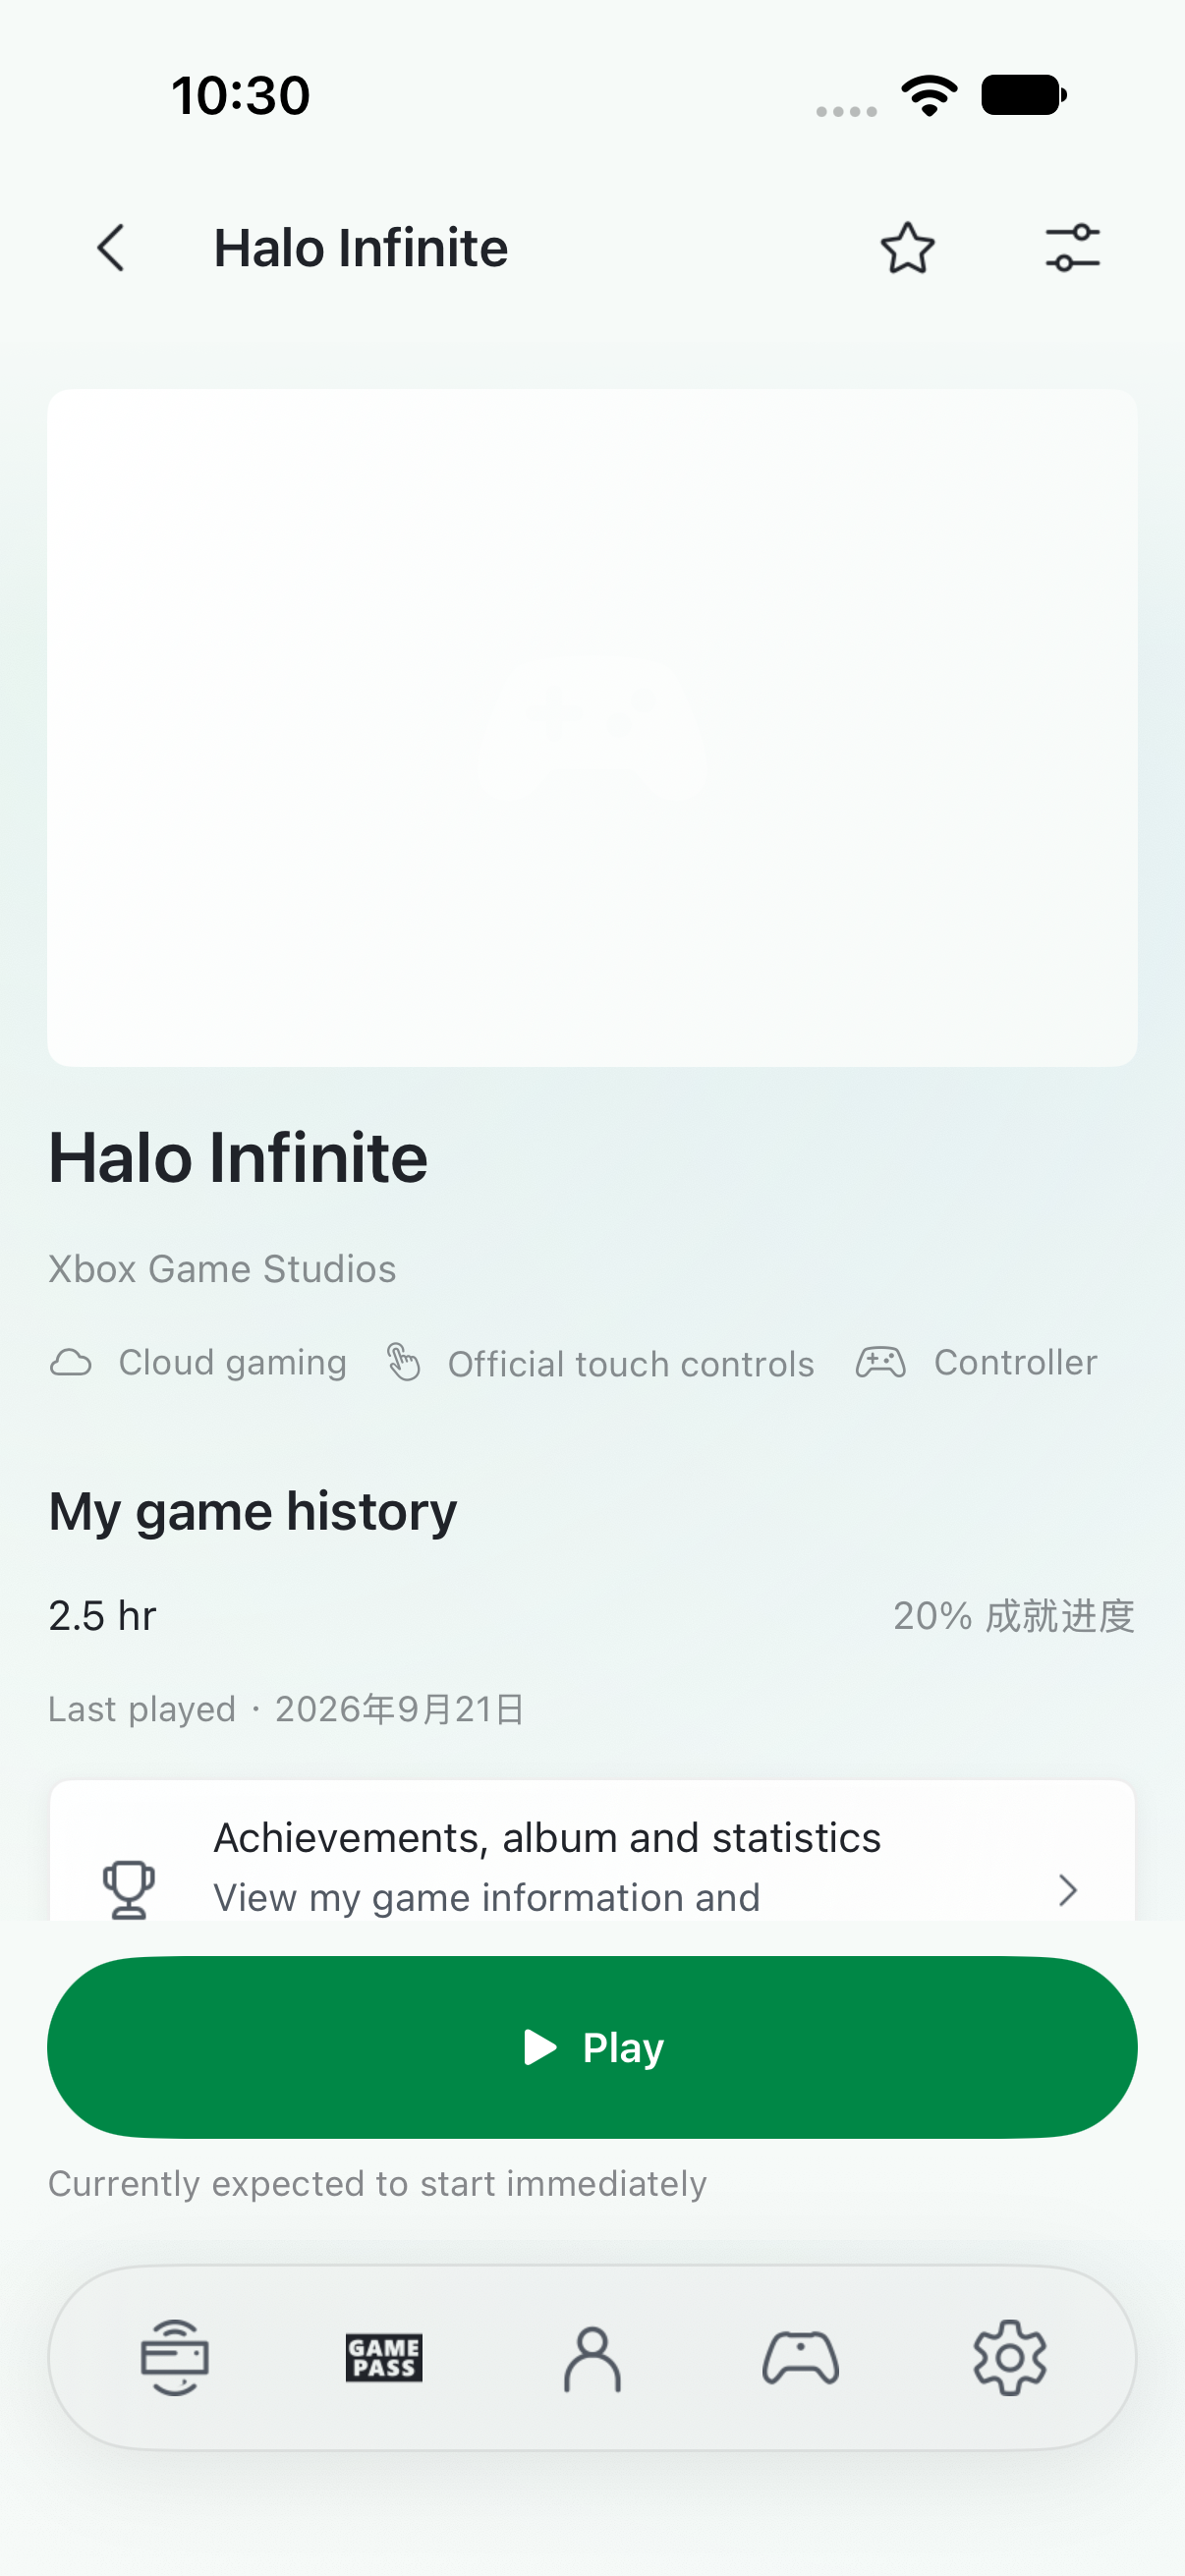 10:30
Halo Infinite
Halo Infinite
Xbox Game Studios
Cloud gaming Official touch controls Controller
My game history
2.5 hr 20% 成就进度
Last played · 2026年9月21日
Achievements, album and statistics
View my game information and
Play
Currently expected to start immediately
GAME
PASS